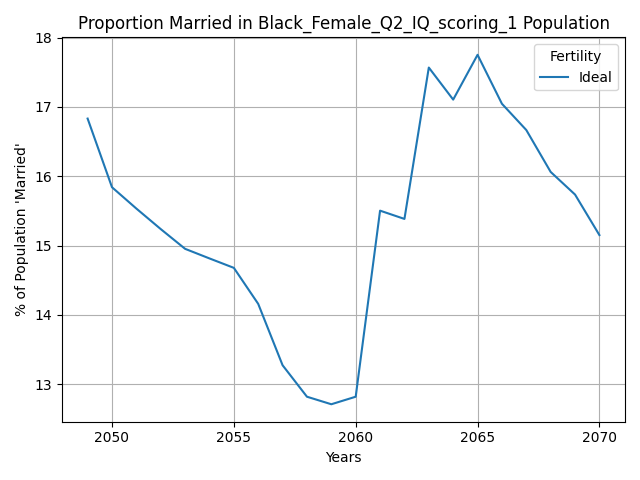 Proportion Married in Black_Female_Q2_IQ_scoring_1 Population
% of Population 'Married'
18
17
16
15
14
13
Fertility
Ideal
2050 2055 2060 2065 2070
Years